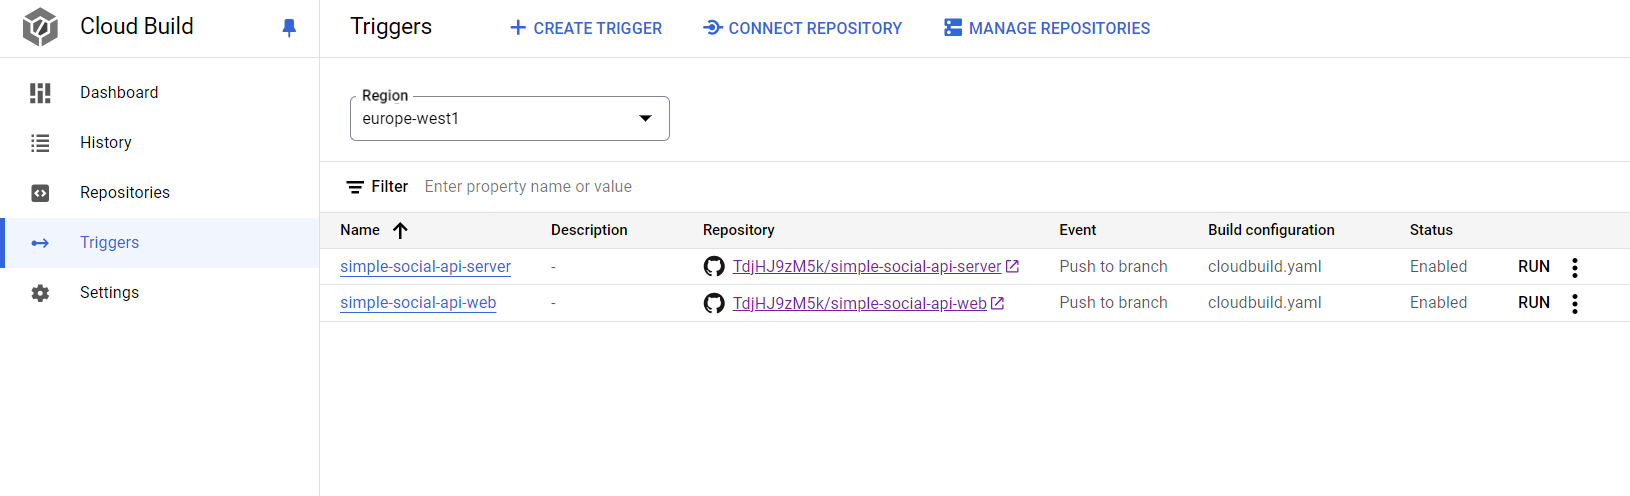 Cloud Build
Triggers
CREATE TRIGGER
CONNECT REPOSITORY
MANAGE REPOSITORIES
Dashboard
History
Repositories
Triggers
Settings
Region
europe-west1
Filter Enter property name or value
Name Description Repository Event Build configuration Status
simple-social-api-server - TdjHJ9zM5k/simple-social-api-server Push to branch cloudbuild.yaml Enabled RUN
simple-social-api-web - TdjHJ9zM5k/simple-social-api-web Push to branch cloudbuild.yaml Enabled RUN